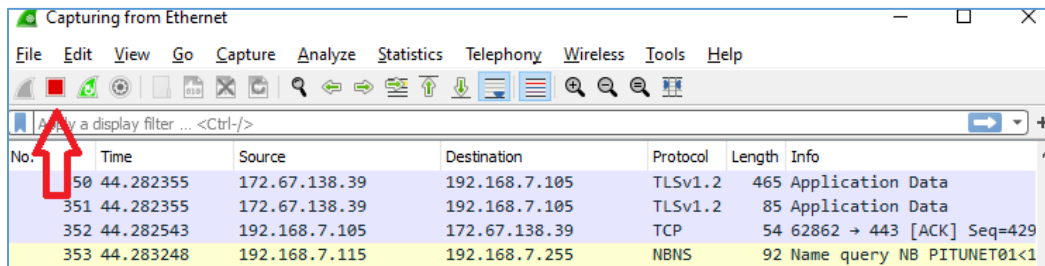 Capturing from Ethernet
File Edit View Go Capture Analyze Statistics Telephony Wireless Tools Help
a display filter ... <Ctrl-/>
No. Time Source Destination Protocol Length Info
50 44.282355 172.67.138.39 192.168.7.105 TLSv1.2 465 Application Data
351 44.282355 172.67.138.39 192.168.7.105 TLSv1.2 85 Application Data
352 44.282543 192.168.7.105 172.67.138.39 TCP 54 62862 → 443 [ACK] Seq=429
353 44.283248 192.168.7.115 192.168.7.255 NBNS 92 Name query NB PITUNET01<1